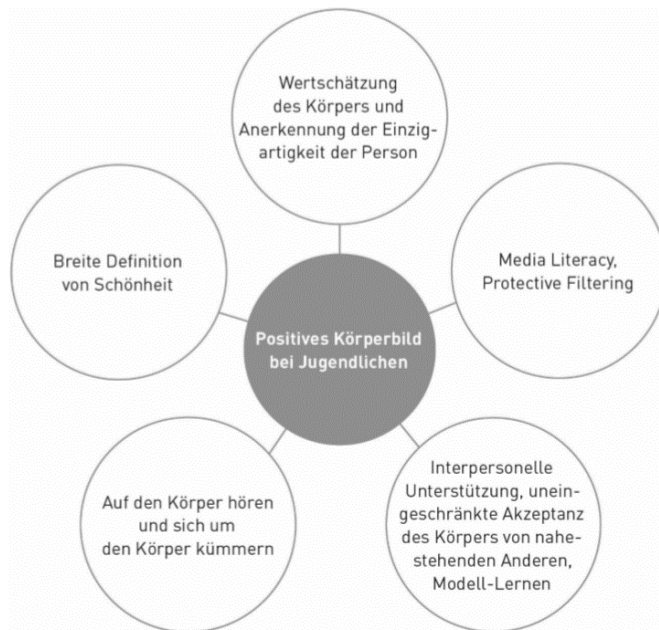 Wertschätzung
des Körpers und
Anerkennung der Einzig-
artigkeit der Person
Breite Definition
von Schönheit
Media Literacy,
Protective Filtering
Positives Körperbild
bei Jugendlichen
Auf den Körper hören
und sich um
den Körper kümmern
Interpersonelle
Unterstützung, unein-
geschränkte Akzeptanz
des Körpers von nahe-
stehenden Anderen,
Modell-Lernen